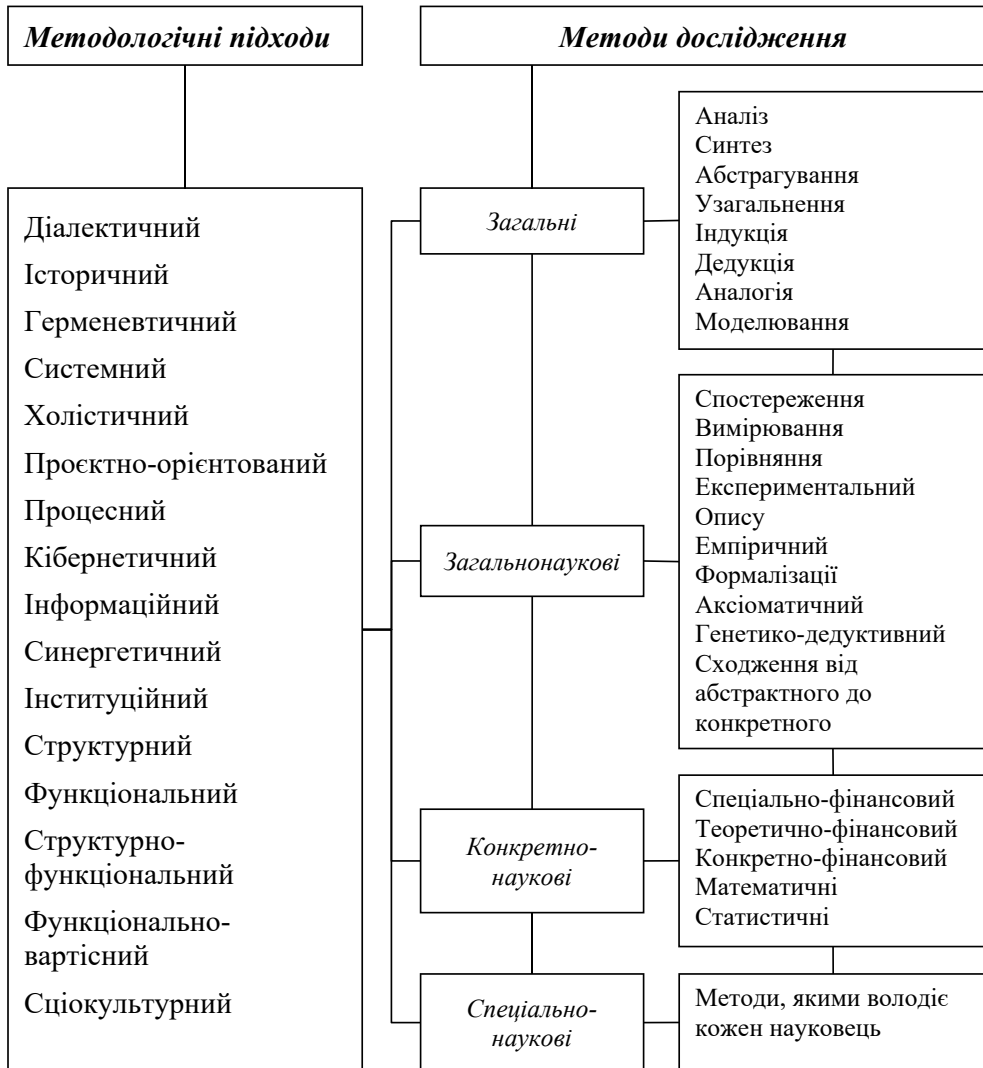 Методологічні підходи
Методи дослідження
Діалектичний
Історичний
Герменевтичний
Системний
Холістичний
Проєктно-орієнтований
Процесний
Кібернетичний
Інформаційний
Синергетичний
Інституційний
Структурний
Функціональний
Структурно-
функціональний
Функціонально-
вартісний
Сціокультурний
Загальні
Аналіз
Синтез
Абстрагування
Узагальнення
Індукція
Дедукція
Аналогія
Моделювання
Загальнонаукові
Спостереження
Вимірювання
Порівняння
Експериментальний
Опису
Емпіричний
Формалізації
Аксіоматичний
Генетико-дедуктивний
Сходження від
абстрактного до
конкретного
Конкретно-
наукові
Спеціально-фінансовий
Теоретично-фінансовий
Конкретно-фінансовий
Математичні
Статистичні
Спеціально-
наукові
Методи, якими володіє
кожен науковець